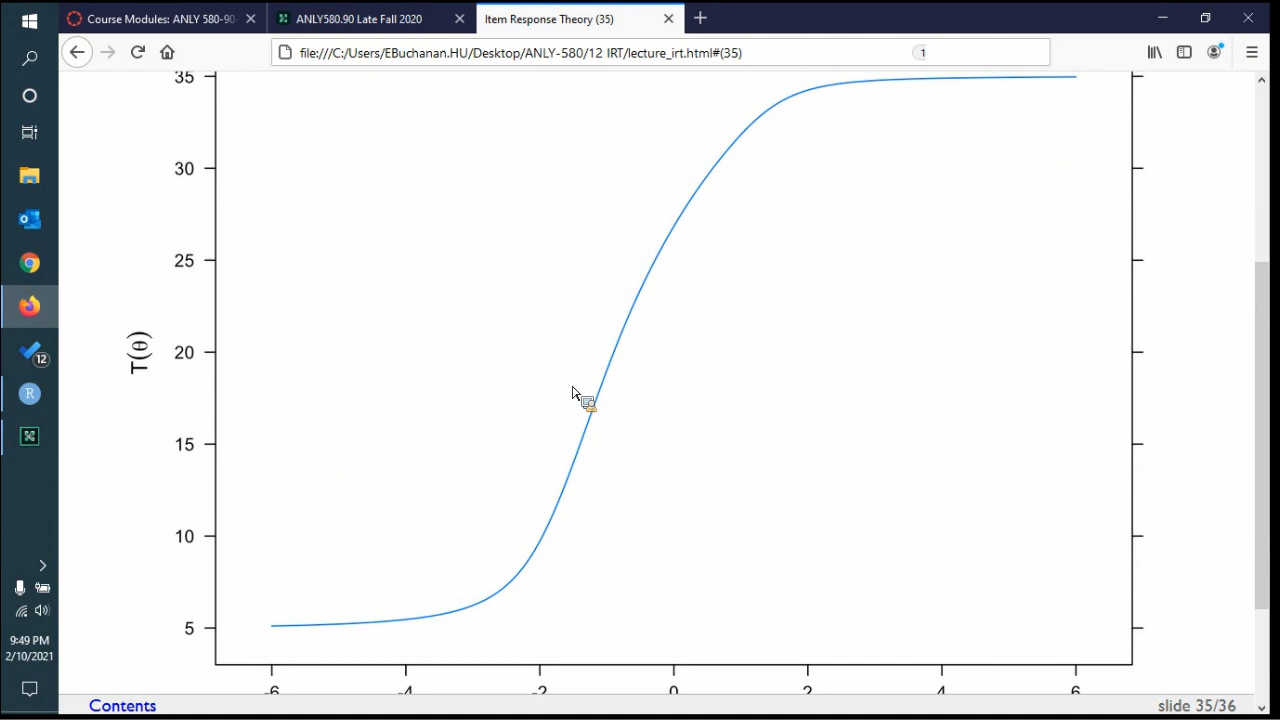 Course Modules: ANLY 580-90
ANLY580.90 Late Fall 2020
Item Response Theory (35)
file:///C:/Users/EBuchanan.HU/Desktop/ANLY-580/12 IRT/lecture_irt.html#(35)
1
35
30
25
20
15
10
5
T(θ)
-6
-4
-2
0
2
4
6
12
R
9:49 PM
2/10/2021
Contents
slide 35/36